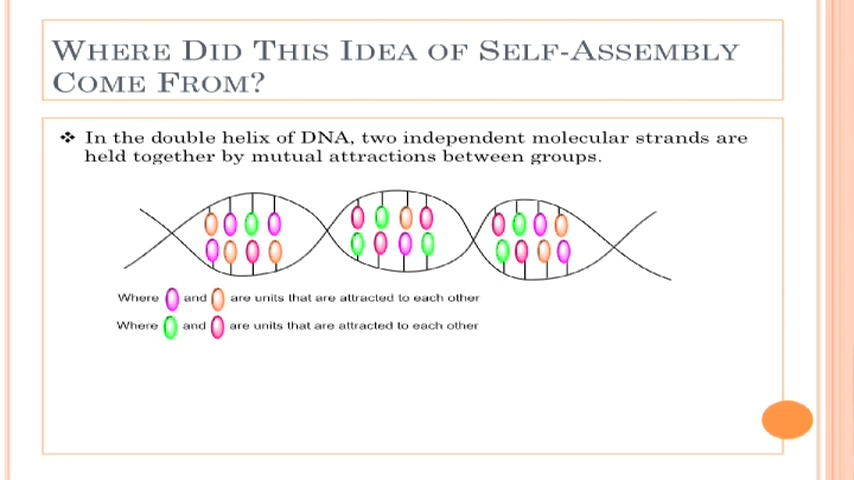 WHERE DID THIS IDEA OF SELF-ASSEMBLY
COME FROM?
❖ In the double helix of DNA, two independent molecular strands are
held together by mutual attractions between groups.
Where and are units that are attracted to each other
Where and are units that are attracted to each other